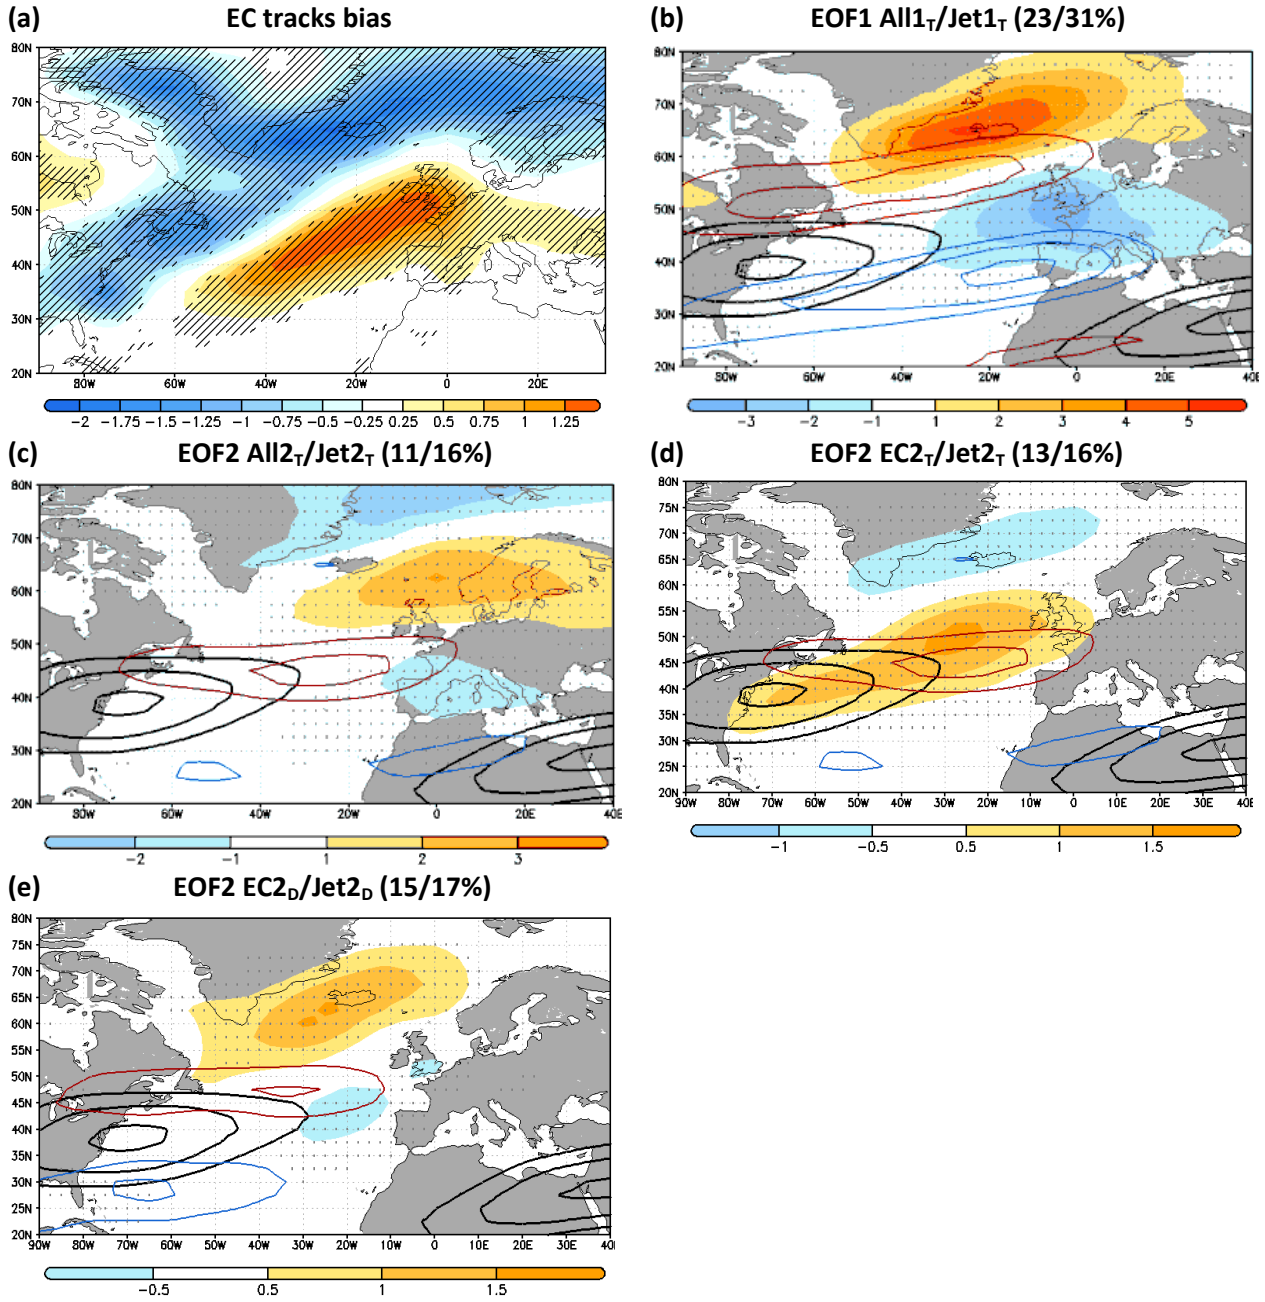 (a) EC tracks bias
80N
70N
60N
50N
40N
30N
20N
80W 60W 40W 20W 0 20E
-2 -1.75 -1.5 -1.25 -1 -0.75 -0.5 -0.25 0.25 0.5 0.75 1 1.25
(b) EOF1 All1T/Jet1T (23/31%)
80N
70N
60N
50N
40N
30N
20N
80W 60W 40W 20W 0 20E 40E
-3 -2 -1 1 2 3 4 5
(c) EOF2 All2T/Jet2T (11/16%)
80N
70N
60N
50N
40N
30N
20N
80W 60W 40W 20W 0 20E 40E
-2 -1 1 2 3
(d) EOF2 EC2T/Jet2T (13/16%)
80N
75N
70N
65N
60N
55N
50N
45N
40N
35N
30N
25N
20N
90W 80W 70W 60W 50W 40W 30W 20W 10W 0 10E 20E 30E 40E
-1 -0.5 0.5 1 1.5
(e) EOF2 EC2D/Jet2D (15/17%)
80N
75N
70N
65N
60N
55N
50N
45N
40N
35N
30N
25N
20N
90W 80W 70W 60W 50W 40W 30W 20W 10W 0 10E 20E 30E 40E
-0.5 0.5 1 1.5